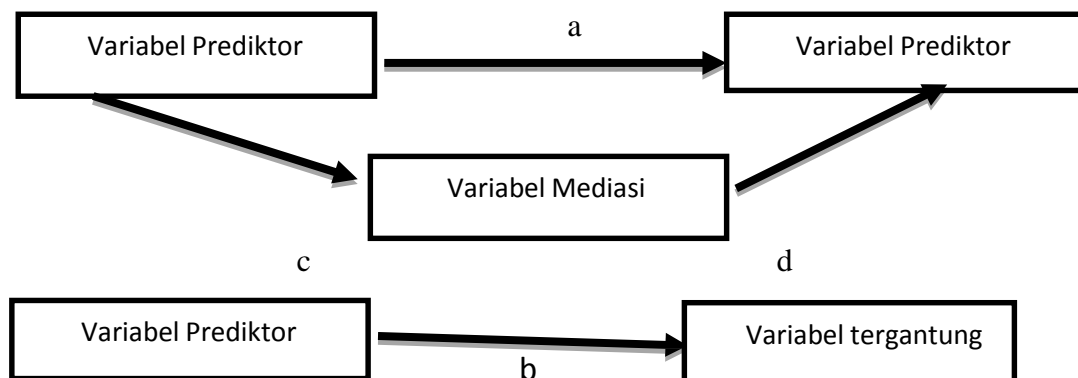 a
Variabel Prediktor
Variabel Prediktor
Variabel Mediasi
c
d
Variabel Prediktor
Variabel tergantung
b